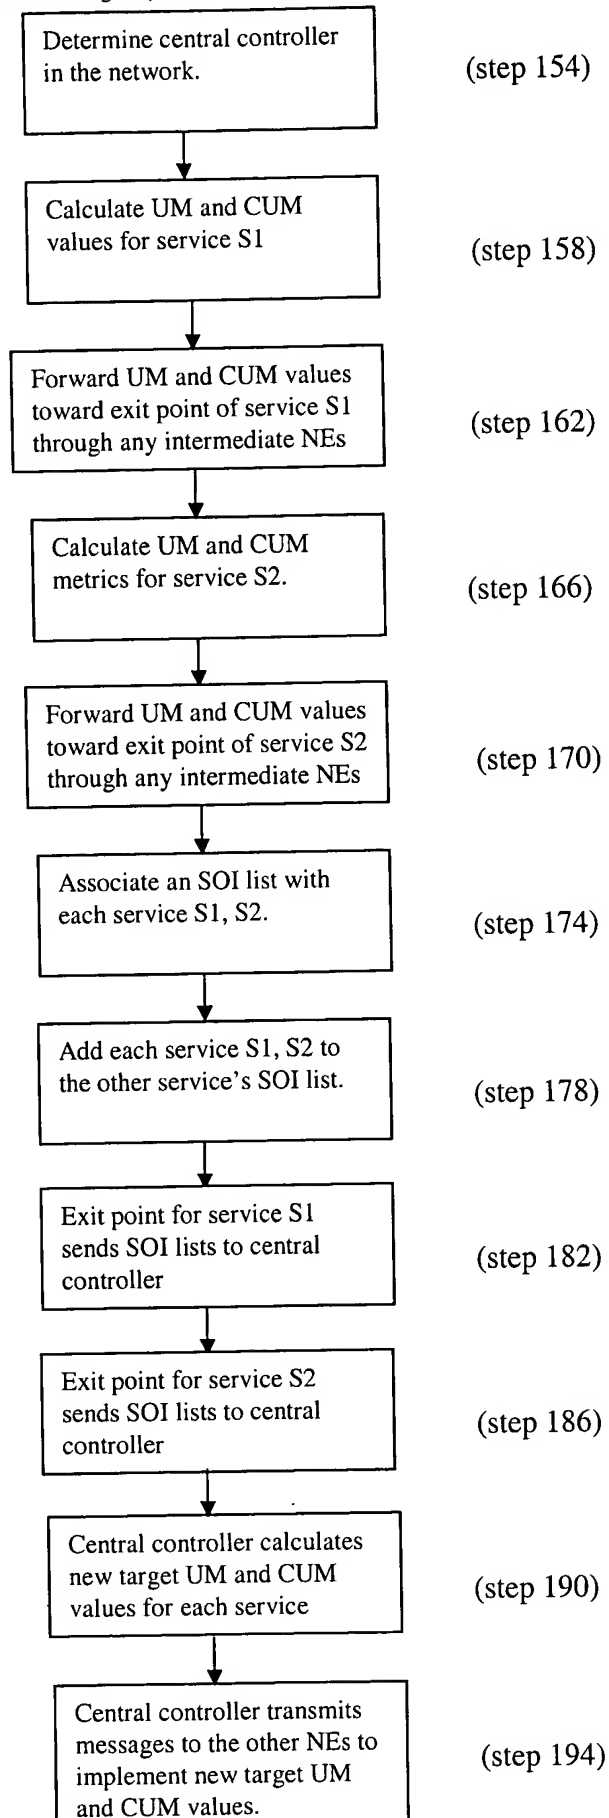 Determine central controller
in the network.
(step 154)
Calculate UM and CUM
values for service S1
(step 158)
Forward UM and CUM values
toward exit point of service S1
through any intermediate NEs
(step 162)
Calculate UM and CUM
metrics for service S2.
(step 166)
Forward UM and CUM values
toward exit point of service S2
through any intermediate NEs
(step 170)
Associate an SOI list with
each service S1, S2.
(step 174)
Add each service S1, S2 to
the other service's SOI list.
(step 178)
Exit point for service S1
sends SOI lists to central
controller
(step 182)
Exit point for service S2
sends SOI lists to central
controller
(step 186)
Central controller calculates
new target UM and CUM
values for each service
(step 190)
Central controller transmits
messages to the other NEs to
implement new target UM
and CUM values.
(step 194)